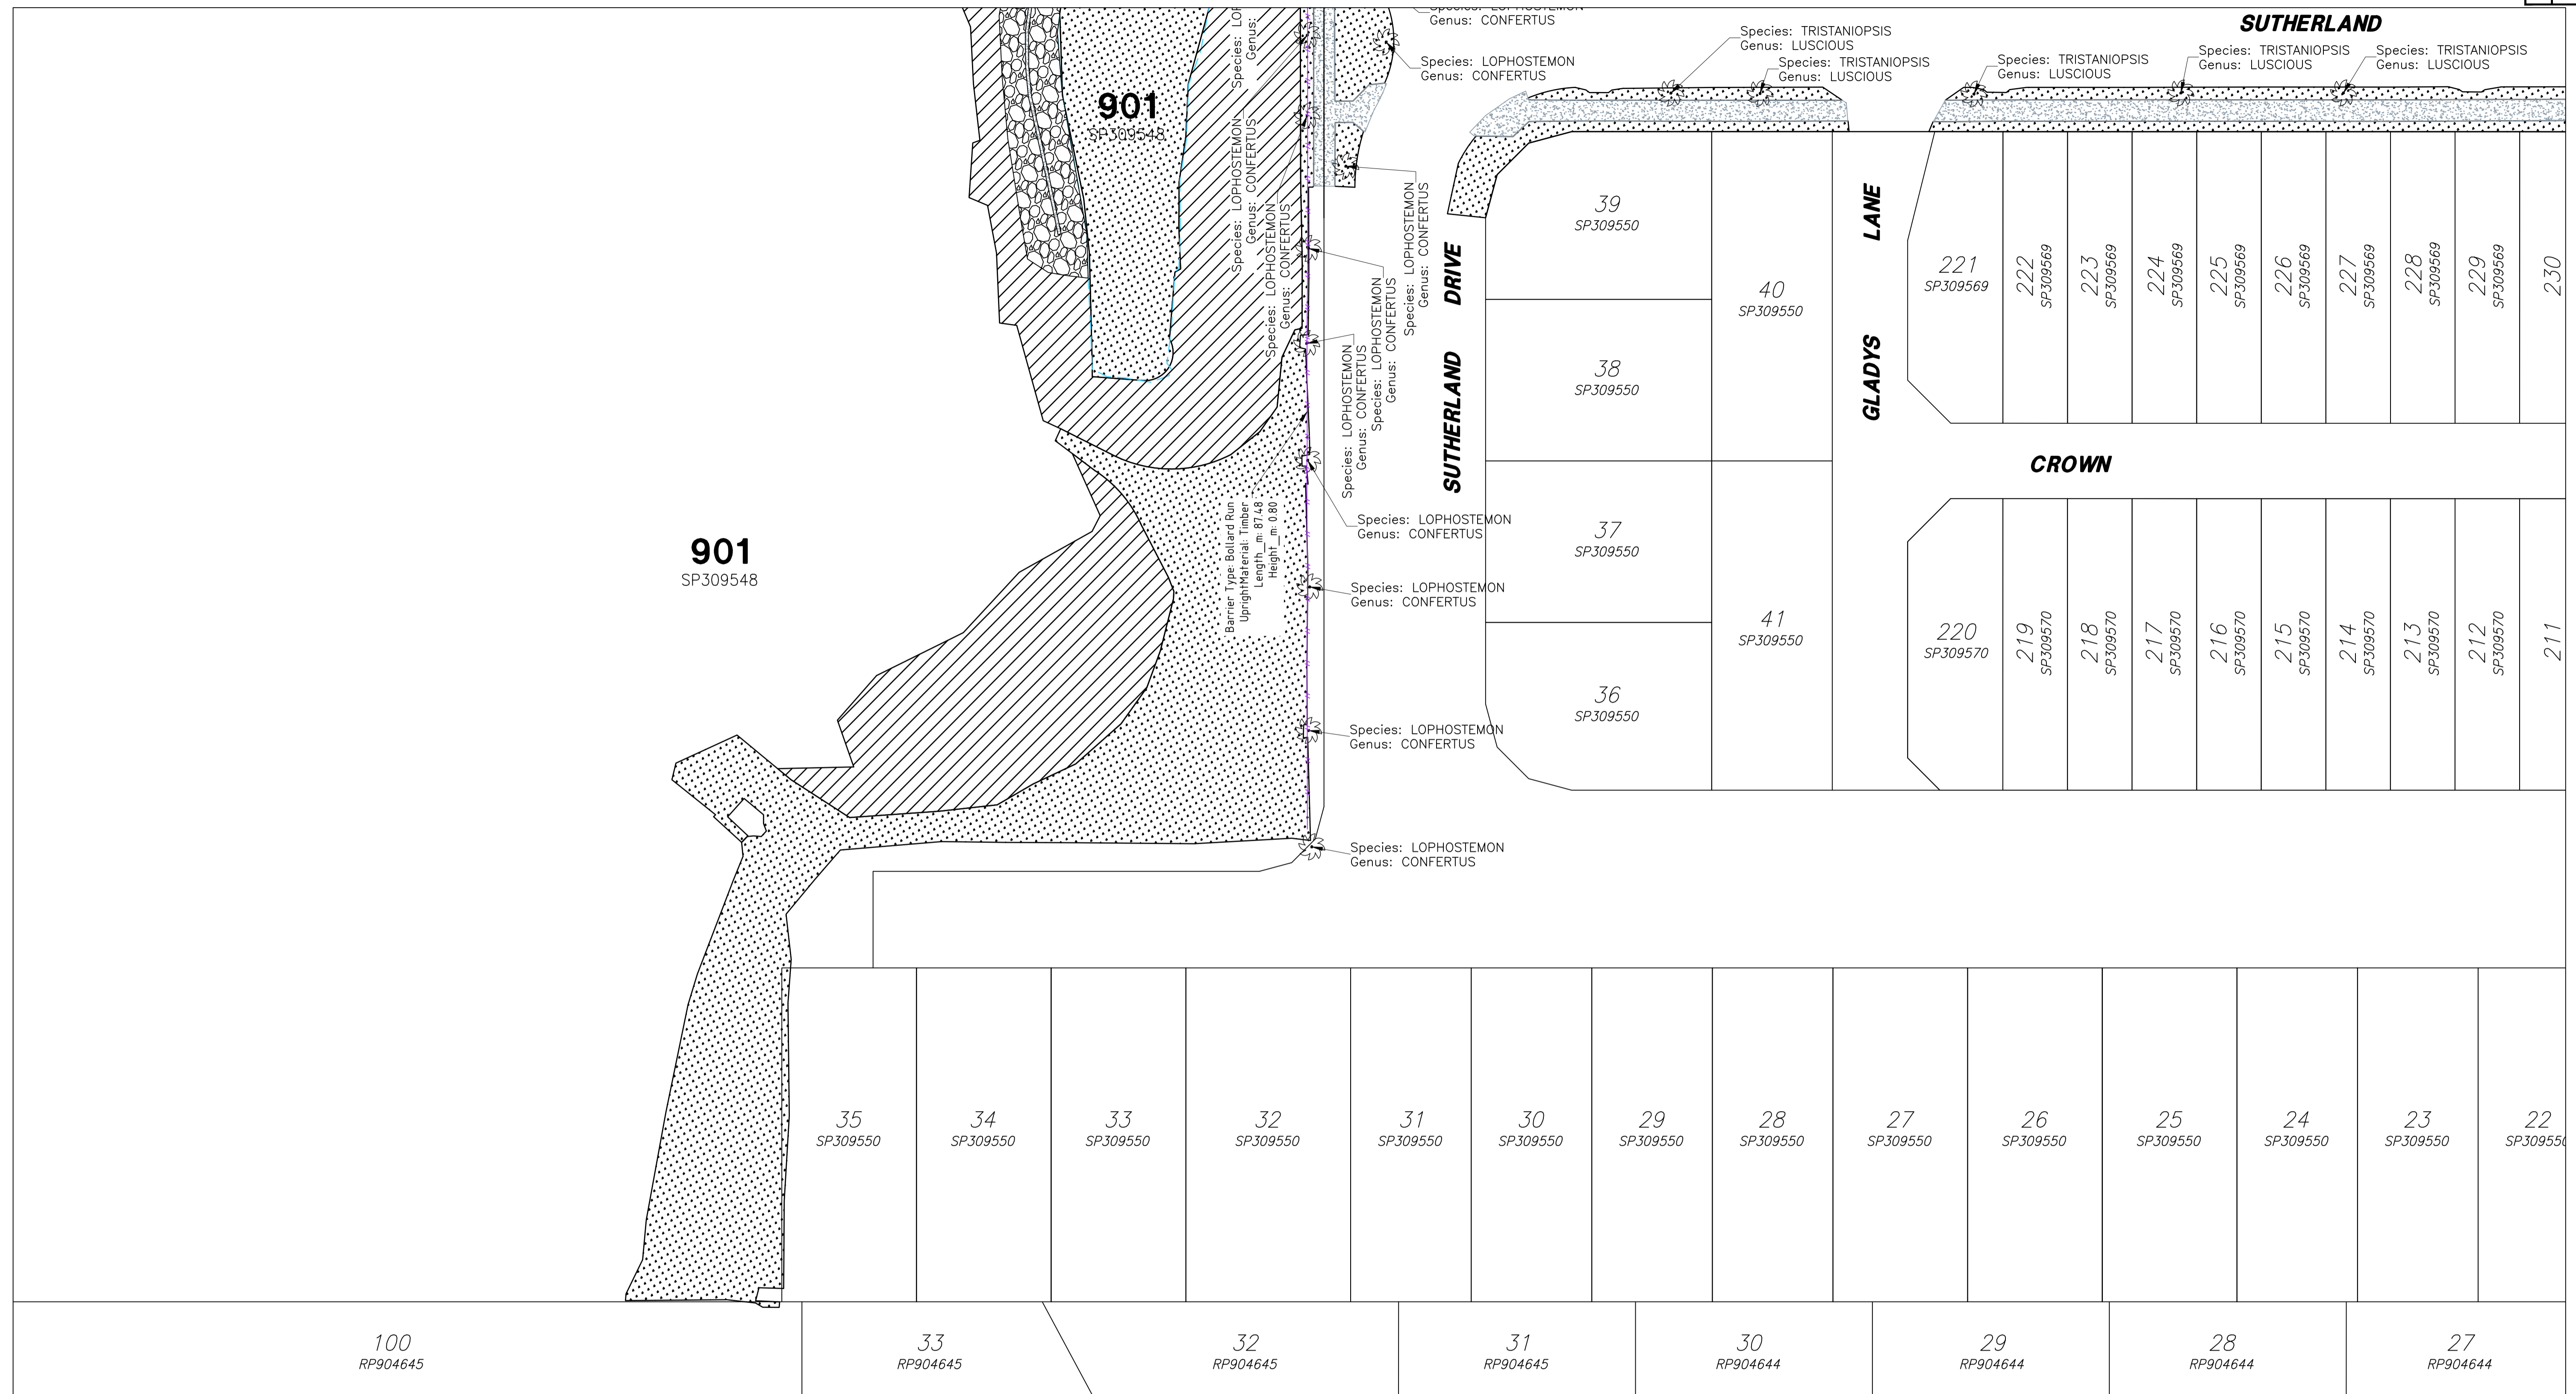 SUTHERLAND
Genus: CONFERTUS
Species: TRISTANIOPSIS
Genus: LUSCIOUS
Species: TRISTANIOPSIS
Genus: LUSCIOUS
Species: TRISTANIOPSIS
Genus: LUSCIOUS
Species: TRISTANIOPSIS
Genus: LUSCIOUS
Species: TRISTANIOPSIS
Genus: LUSCIOUS
Species: LOPHOSTEMON
Genus: CONFERTUS
901
SP309548
Species:
Genus:
Species: LOPHOSTEMON
Genus: CONFERTUS
Species: LOPHOSTEMON
Genus: CONFERTUS
Species: LOPHOSTEMON
Genus: CONFERTUS
Species: LOPHOSTEMON
Genus: CONFERTUS
Species: LOPHOSTEMON
Genus: CONFERTUS
SUTHERLAND DRIVE
39
SP309550
40
SP309550
38
SP309550
GLADYS LANE
221
SP309569
222
SP309569
223
SP309569
224
SP309569
225
SP309569
226
SP309569
227
SP309569
228
SP309569
229
SP309569
230
CROWN
901
SP309548
Barrier Type: Bollard Run
UprightMaterial: Timber
Length_m: 87.48
Height_m: 0.80
Species: LOPHOSTEMON
Genus: CONFERTUS
Species: LOPHOSTEMON
Genus: CONFERTUS
Species: LOPHOSTEMON
Genus: CONFERTUS
Species: LOPHOSTEMON
Genus: CONFERTUS
37
SP309550
36
SP309550
41
SP309550
220
SP309570
219
SP309570
218
SP309570
217
SP309570
216
SP309570
215
SP309570
214
SP309570
213
SP309570
212
SP309570
211
35
SP309550
34
SP309550
33
SP309550
32
SP309550
31
SP309550
30
SP309550
29
SP309550
28
SP309550
27
SP309550
26
SP309550
25
SP309550
24
SP309550
23
SP309550
22
SP309550
100
RP904645
33
RP904645
32
RP904645
31
RP904645
30
RP904644
29
RP904644
28
RP904644
27
RP904644